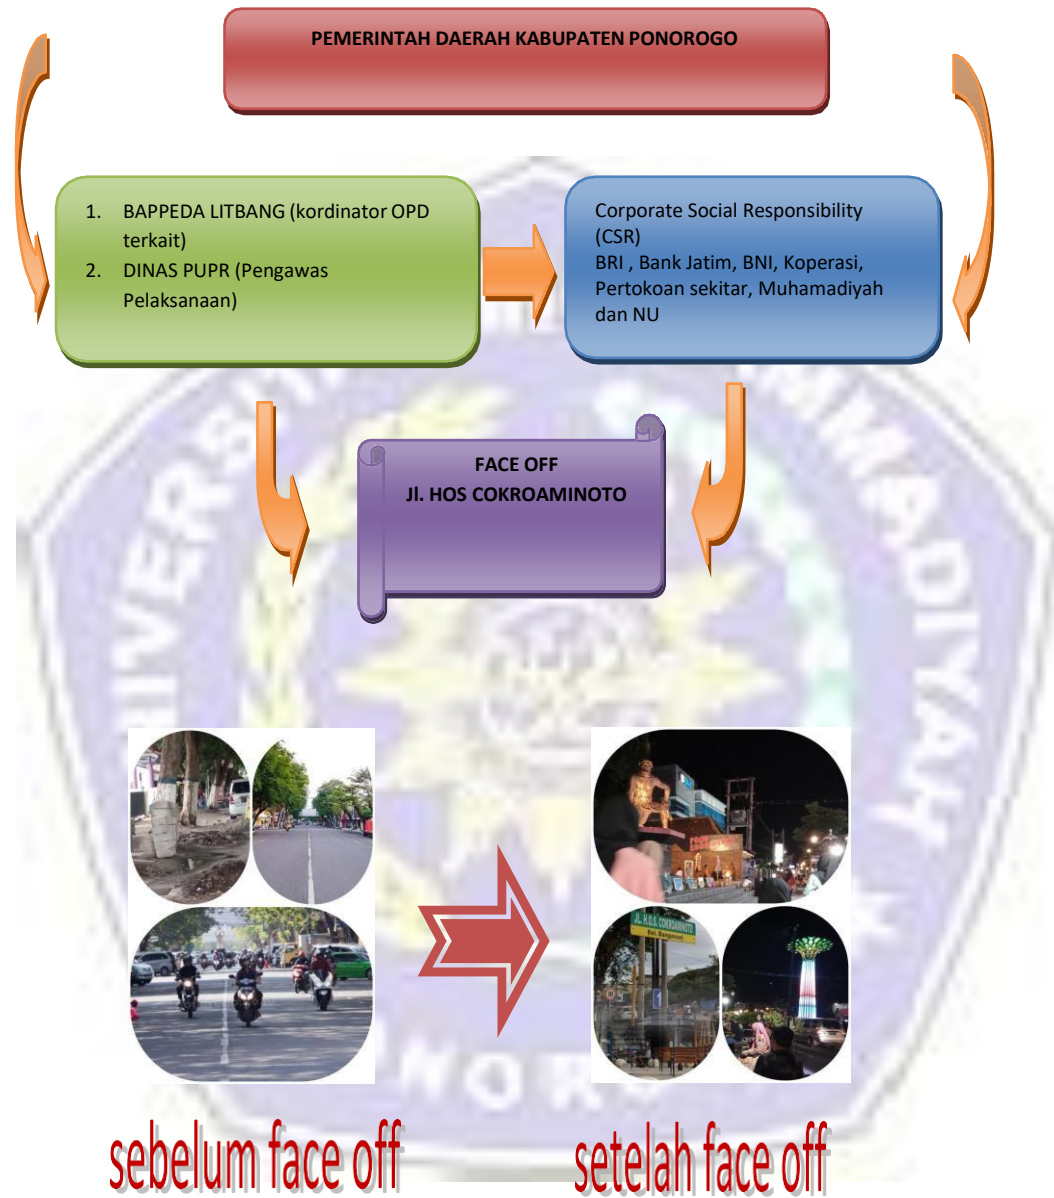 PEMERINTAH DAERAH KABUPATEN PONOROGO
1. BAPPEDA LITBANG (kordinator OPD
terkait)
2. DINAS PUPR (Pengawas
Pelaksanaan)
Corporate Social Responsibility
(CSR)
BRI , Bank Jatim, BNI, Koperasi,
Pertokoan sekitar, Muhamadiyah
dan NU
FACE OFF
Jl. HOS COKROAMINOTO
JL. H.O.S. COKROAMINOTO
sebelum face off
setelah face off